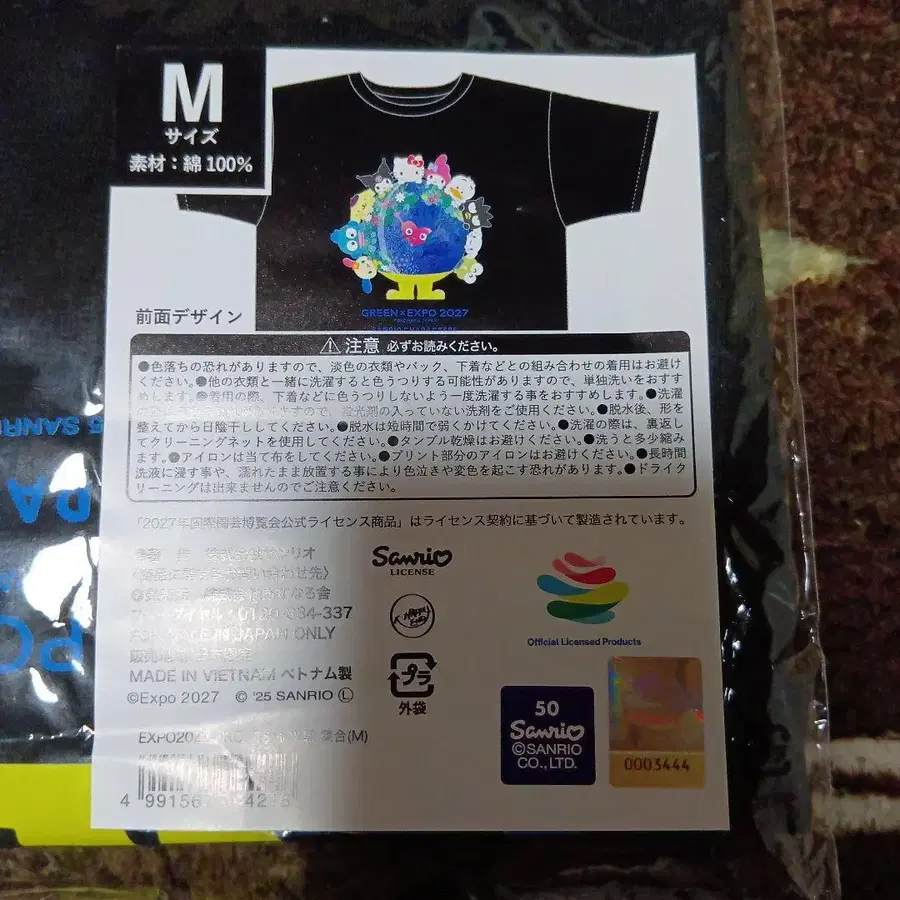 M
サイズ
素材：綿 100%
GREEN×EXPO 2027
前面デザイン
注意 必ずお読みください。
●色落ちの恐れがありますので、淡色の衣類やバック、下着などとの組み合わせの着用はお避け
ください。●他の衣類と一緒に洗濯すると色うつりする可能性がありますので、単独洗いをおすす
めします。●着用の際、下着などに色うつりしないよう一度洗濯する事をおすすめします。●洗濯
ますので、蛍光剤の入っていない洗剤をご使用ください。●脱水後、形を
整えてから日陰干ししてください。●脱水は短時間で弱くかけてください。●洗濯の際は、裏返し
てクリーニングネットを使用してください。●タンブル乾燥はお避けください。●洗うと多少縮み
ます。●アイロンは当て布をしてください。●プリント部分のアイロンはお避けください。●長時間
洗液に浸す事や、濡れたまま放置する事により色泣きや変色を起こす恐れがあります。●ドライク
リーニングは出来ませんのでご注意ください。
「2027年国際園芸博覧会公式ライセンス商品」はライセンス契約に基づいて製造されています。
株式会社サンリオ
IN JAPAN ONLY
MADE IN VIETNAM ベトナム製
©Expo 2027 © '25 SANRIO Ⓛ
(M)
Sanrio
LICENSE
プラ
外袋
Official Licensed Products
50
Sanrio
©SANRIO
CO.,LTD.
0003444